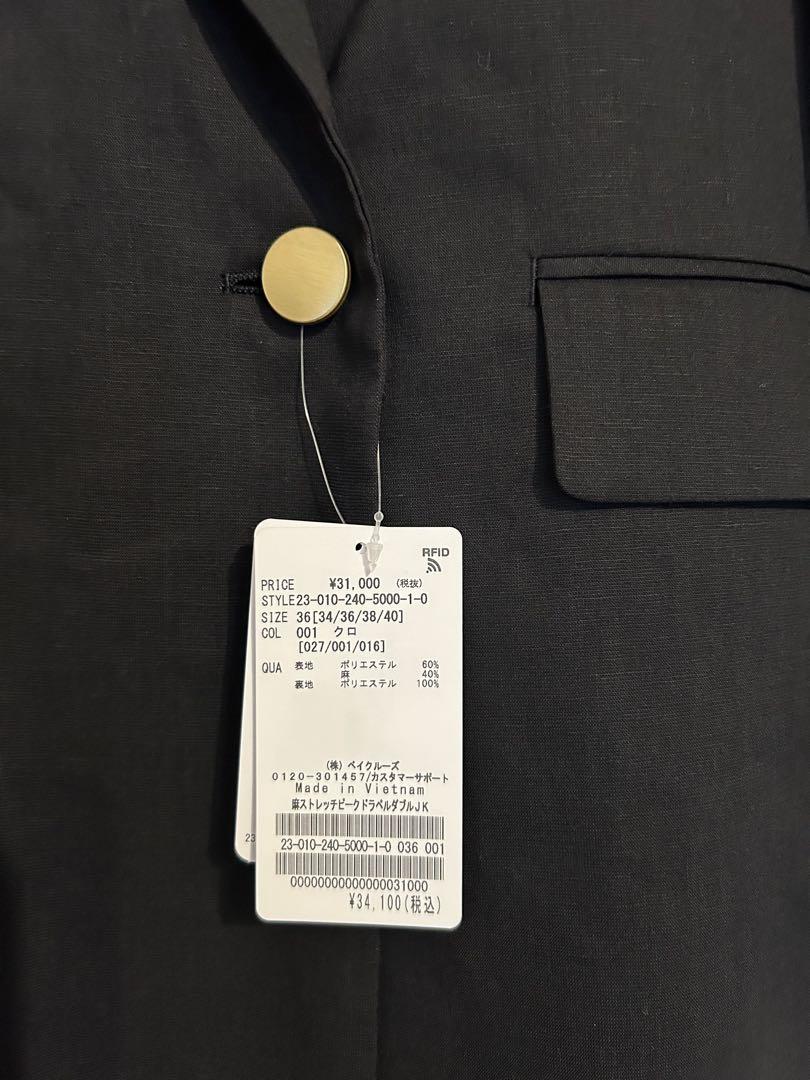 RFID
PRICE ¥31,000 (税抜)
STYLE23-010-240-5000-1-0
SIZE 36[34/36/38/40]
COL 001 クロ
[027/001/016]
QUA 表地 ポリエステル 60%
麻 40%
裏地 ポリエステル 100%
(株)ベイクルーズ
0120-301457/カスタマーサポート
Made in Vietnam
麻ストレッチピークドラペルダブルJK
23-010-240-5000-1-0 036 001
00000000000000031000
¥34,100(税込)
23